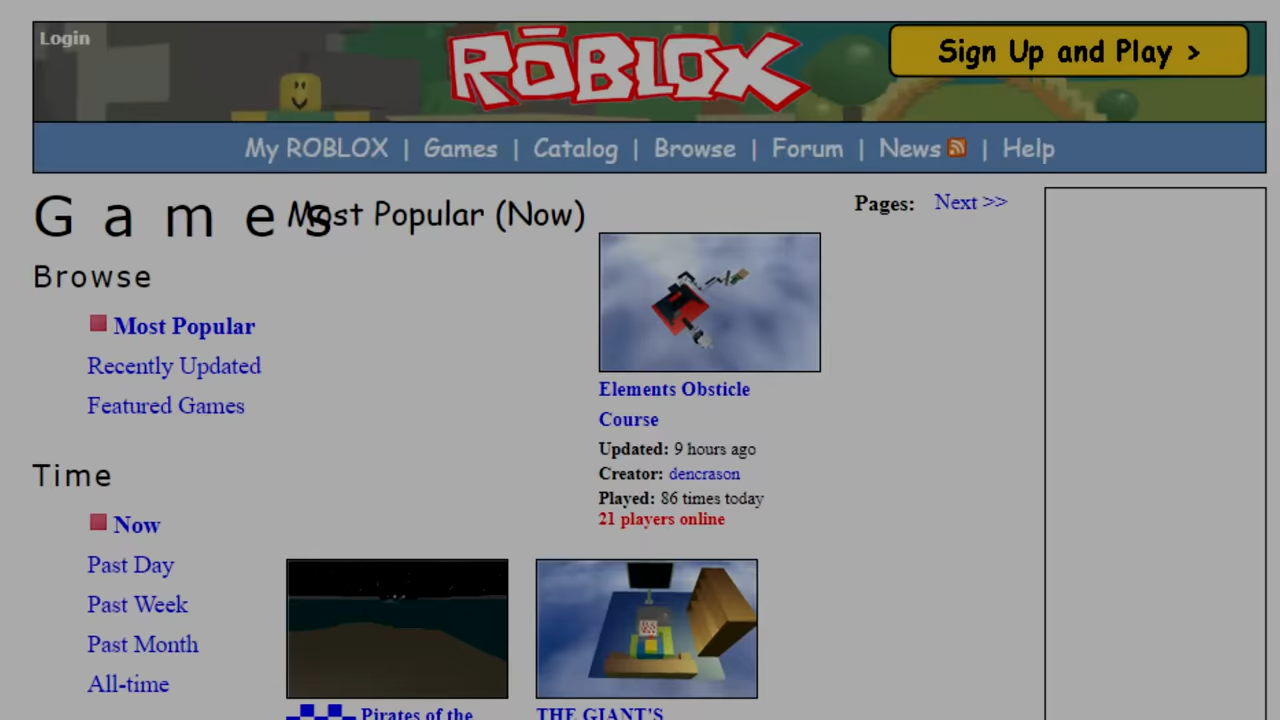 Login
RŌBLOX
Sign Up and Play >
My ROBLOX | Games | Catalog | Browse | Forum | News | Help
Games
Most Popular (Now)
Pages: Next >>
Browse
Most Popular
Recently Updated
Featured Games
Elements Obsticle
Course
Updated: 9 hours ago
Creator: dencrason
Played: 86 times today
21 players online
Time
Now
Past Day
Past Week
Past Month
All-time
Pirates of the
THE GIANT'S